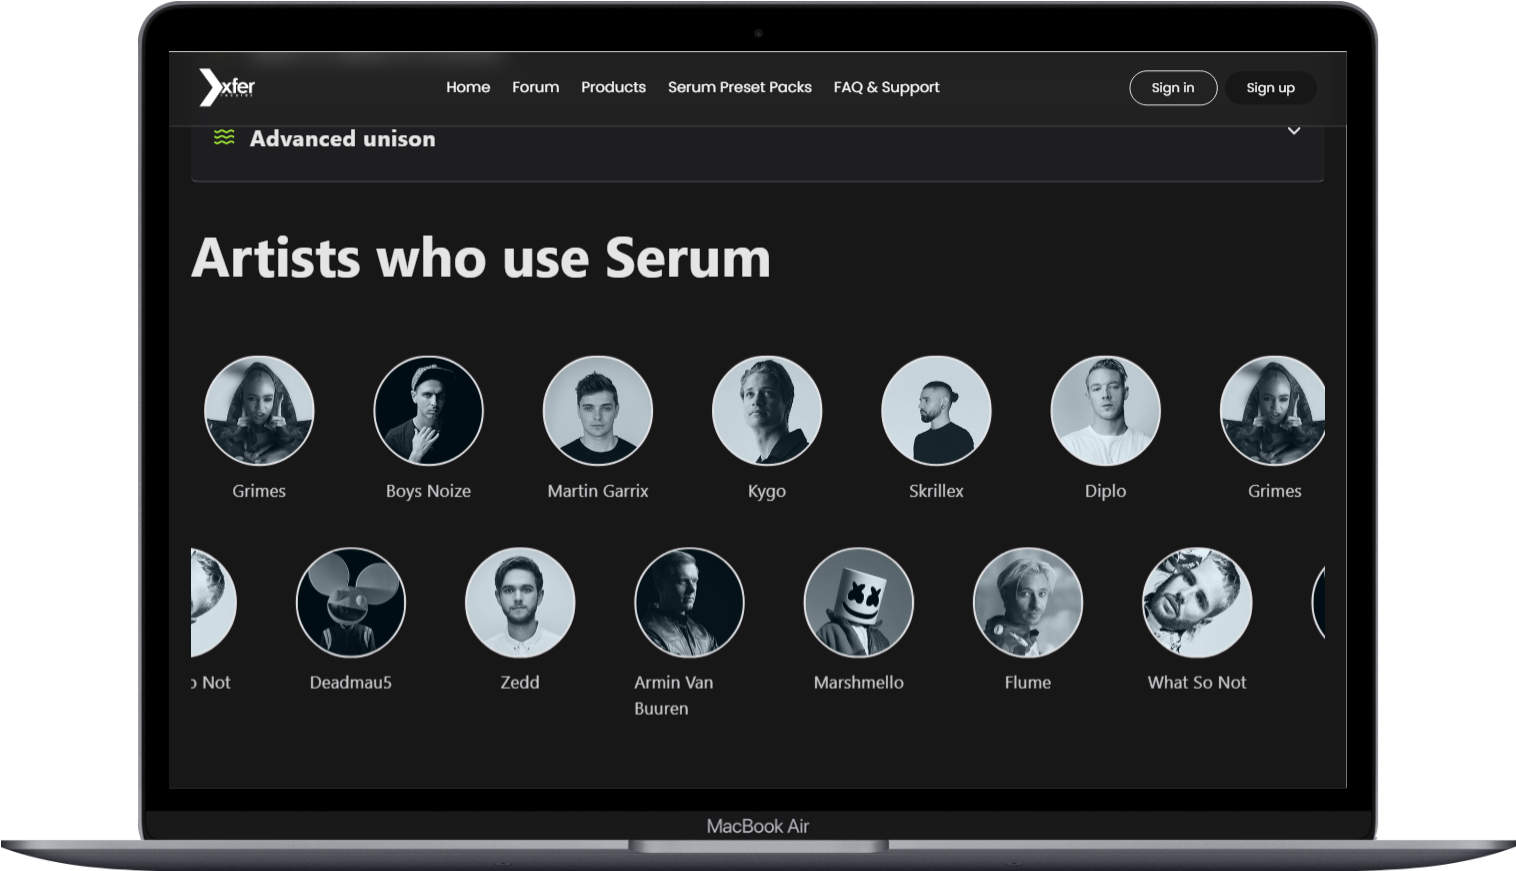 xfer
Home Forum Products Serum Preset Packs FAQ & Support
Sign in Sign up
Advanced unison
Artists who use Serum
Grimes Boys Noize Martin Garrix Kygo Skrillex Diplo Grimes
o Not Deadmau5 Zedd Armin Van Marshmello Flume What So Not
Buuren
MacBook Air